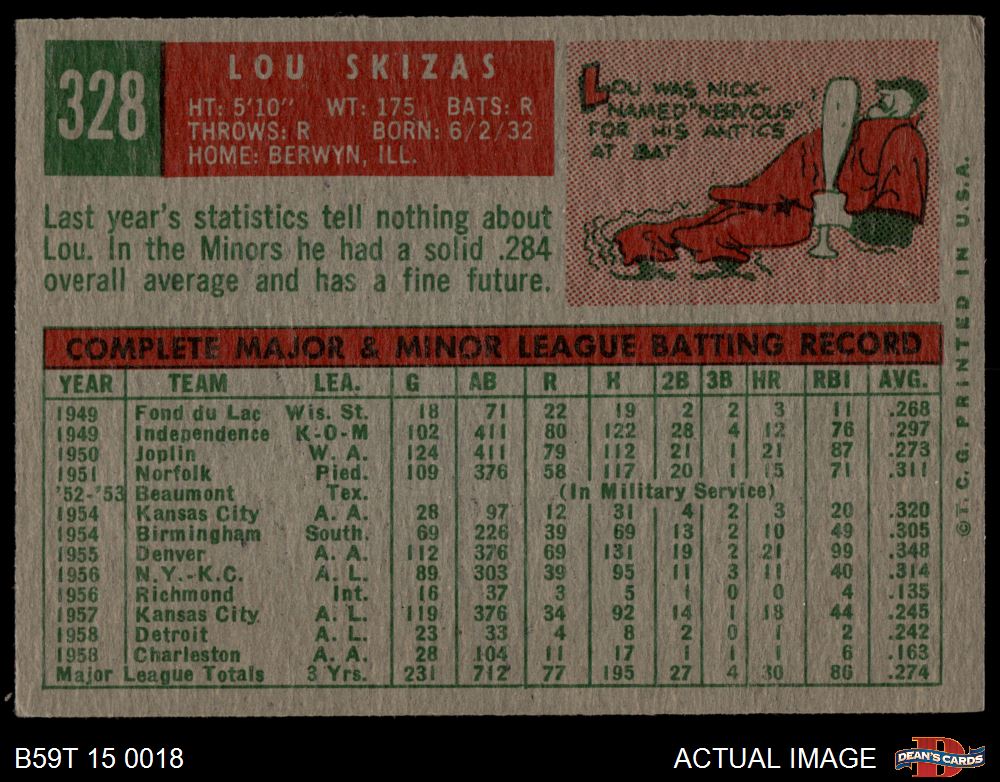 328
LOU SKIZAS
HT: 5'10" WT: 175 BATS: R
THROWS: R BORN: 6/2/32
HOME: BERWYN, ILL.
LOU WAS NICK-
NAMED "NERVOUS"
FOR HIS ANTICS
AT BAT
Last year's statistics tell nothing about
Lou. In the Minors he had a solid .284
overall average and has a fine future.
COMPLETE MAJOR & MINOR LEAGUE BATTING RECORD
YEAR TEAM LEA. G AB R H 2B 3B HR RBI AVG.
1949 Fond du Lac Wis. St. 18 71 22 19 2 2 3 11 .268
1949 Independence K-O-M 102 411 80 122 28 4 12 76 .297
1950 Joplin W. A. 124 411 79 112 21 1 21 87 .273
1951 Norfolk Pied. 109 376 58 117 20 1 15 71 .311
'52-'53 Beaumont Tex. (In Military Service)
1954 Kansas City A. A. 28 97 12 31 4 2 3 20 .320
1954 Birmingham South. 69 226 39 69 13 2 10 49 .305
1955 Denver A. A. 112 376 69 131 19 2 21 99 .348
1956 N.Y.-K.C. A. L. 89 303 39 95 11 3 11 40 .314
1956 Richmond Int. 16 37 3 5 1 0 0 4 .135
1957 Kansas City A. L. 119 376 34 92 14 1 18 44 .245
1958 Detroit A. L. 23 33 4 8 2 0 1 2 .242
1958 Charleston A. A. 28 104 11 17 1 1 1 6 .163
Major League Totals 3 Yrs. 231 712 77 195 27 4 30 86 .274
©T.C.G. PRINTED IN U.S.A.
B59T 15 0018
ACTUAL IMAGE
D
DEAN'S CARDS